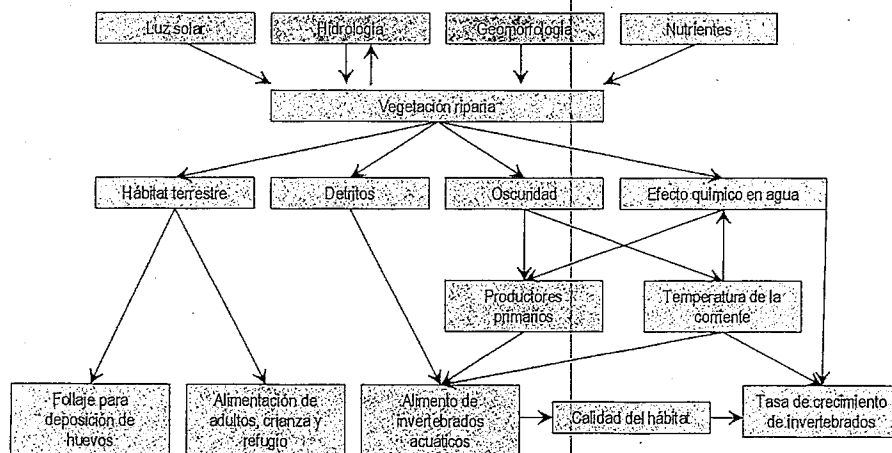 Luz solar
Hidrología
Geomorfología
Nutrientes
Vegetación riparia
Hábitat terrestre
Detritos
Oscuridad
Efecto químico en agua
Productores
primarios
Temperatura de la
corriente
Follaje para
deposición de
huevos
Alimentación de
adultos, crianza y
refugio
Alimento de
invertebrados
acuáticos
Calidad del hábitat
Tasa de crecimiento
de invertebrados